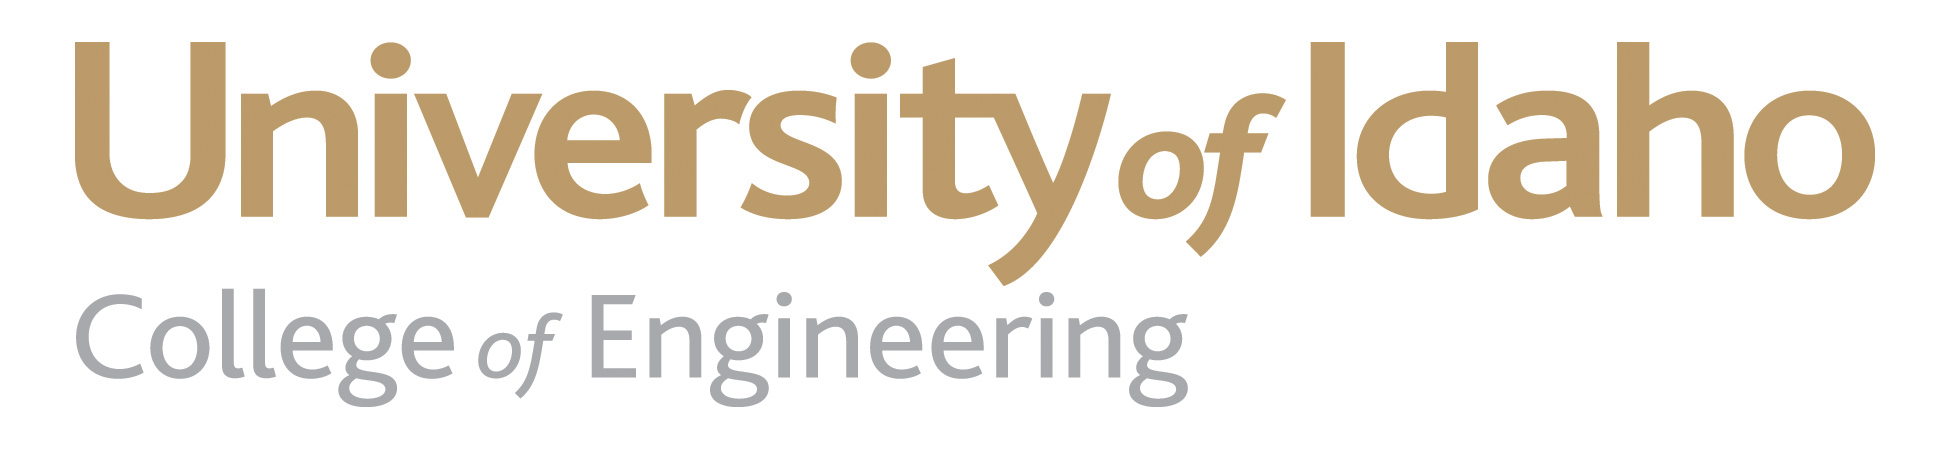 University of Idaho
College of Engineering